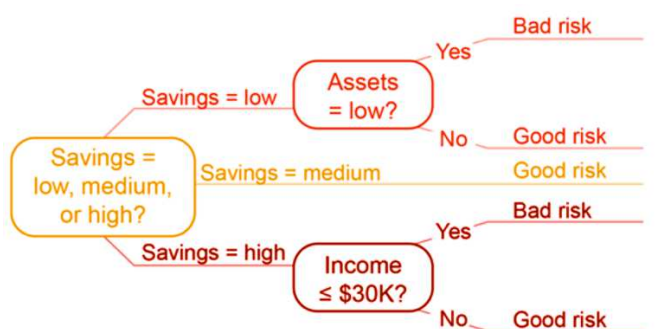 Bad risk
Yes
Assets
= low?
Savings = low
No
Good risk
Savings =
low, medium,
or high?
Savings = medium
Good risk
Bad risk
Yes
Savings = high
Income
≤ $30K?
No
Good risk